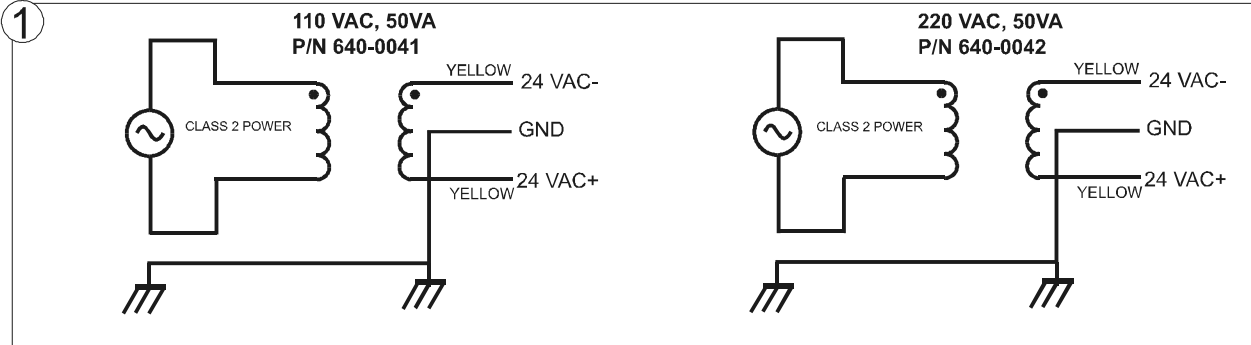 1
110 VAC, 50VA
P/N 640-0041
YELLOW
24 VAC-
CLASS 2 POWER
GND
24 VAC+
YELLOW
220 VAC, 50VA
P/N 640-0042
YELLOW
24 VAC-
CLASS 2 POWER
GND
24 VAC+
YELLOW